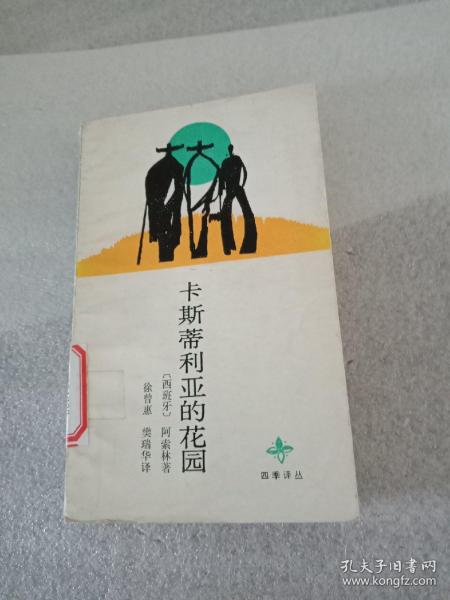 卡斯蒂利亚的花园
〔西班牙〕阿索林著
徐曾惠 樊瑞华译
四季译丛
孔夫子旧书网
www.kongfz.com